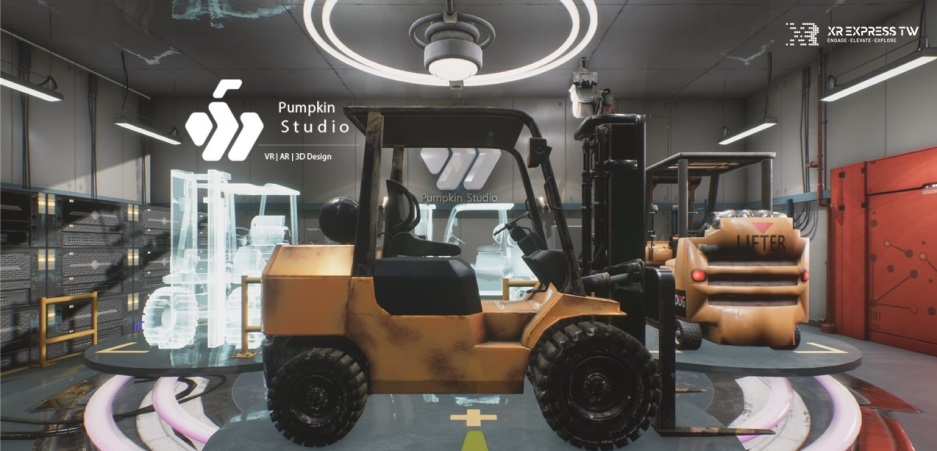 XR EXPRESS TW
ENGAGE · ELEVATE · EXPLORE
Pumpkin
Studio
VR | AR | 3D Design
Pumpkin Studio
LIFTER